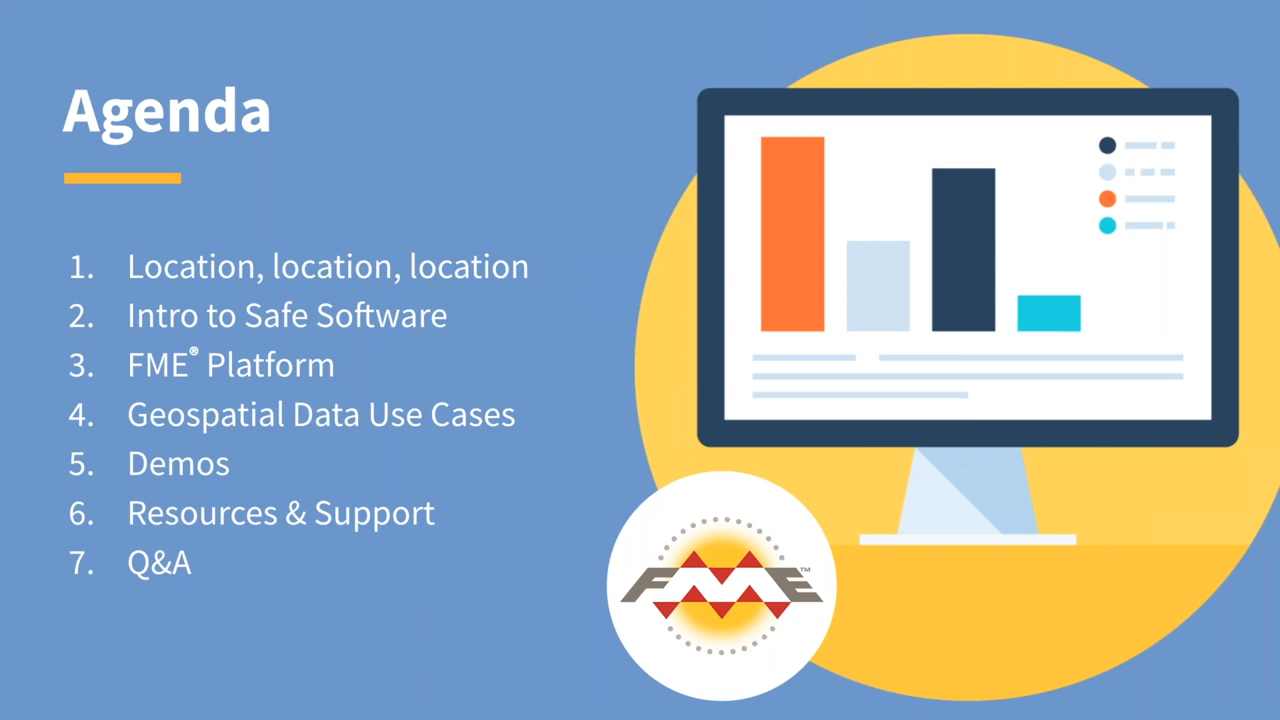 Agenda
1. Location, location, location
2. Intro to Safe Software
3. FME® Platform
4. Geospatial Data Use Cases
5. Demos
6. Resources & Support
7. Q&A
FME™